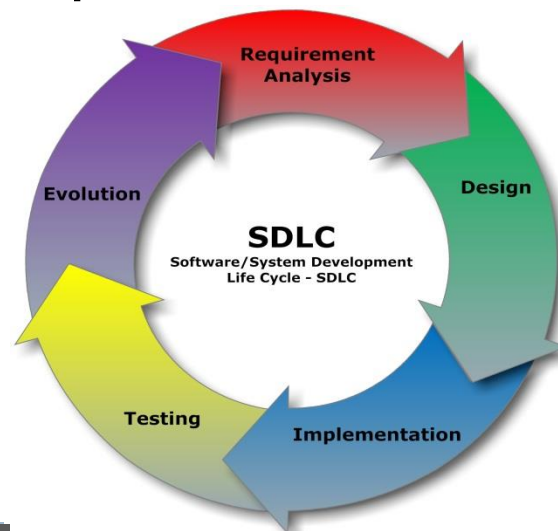 Requirement
Analysis
Design
Evolution
SDLC
Software/System Development
Life Cycle - SDLC
Testing
Implementation